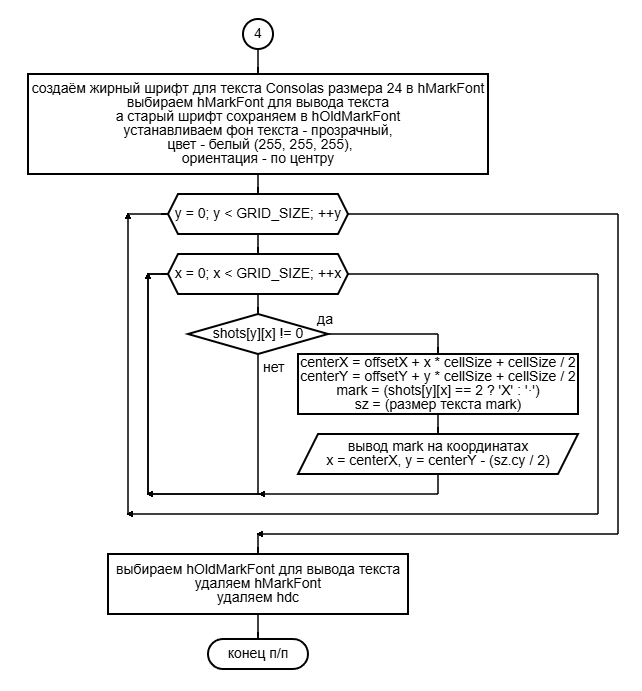 4
создаём жирный шрифт для текста Consolas размера 24 в hMarkFont
выбираем hMarkFont для вывода текста
а старый шрифт сохраняем в hOldMarkFont
устанавливаем фон текста - прозрачный,
цвет - белый (255, 255, 255),
ориентация - по центру
y = 0; y < GRID_SIZE; ++y
x = 0; x < GRID_SIZE; ++x
да
shots[y][x] != 0
нет
centerX = offsetX + x * cellSize + cellSize / 2
centerY = offsetY + y * cellSize + cellSize / 2
mark = (shots[y][x] == 2 ? 'X' : '·')
sz = (размер текста mark)
вывод mark на координатах
x = centerX, y = centerY - (sz.cy / 2)
выбираем hOldMarkFont для вывода текста
удаляем hMarkFont
удаляем hdc
конец п/п